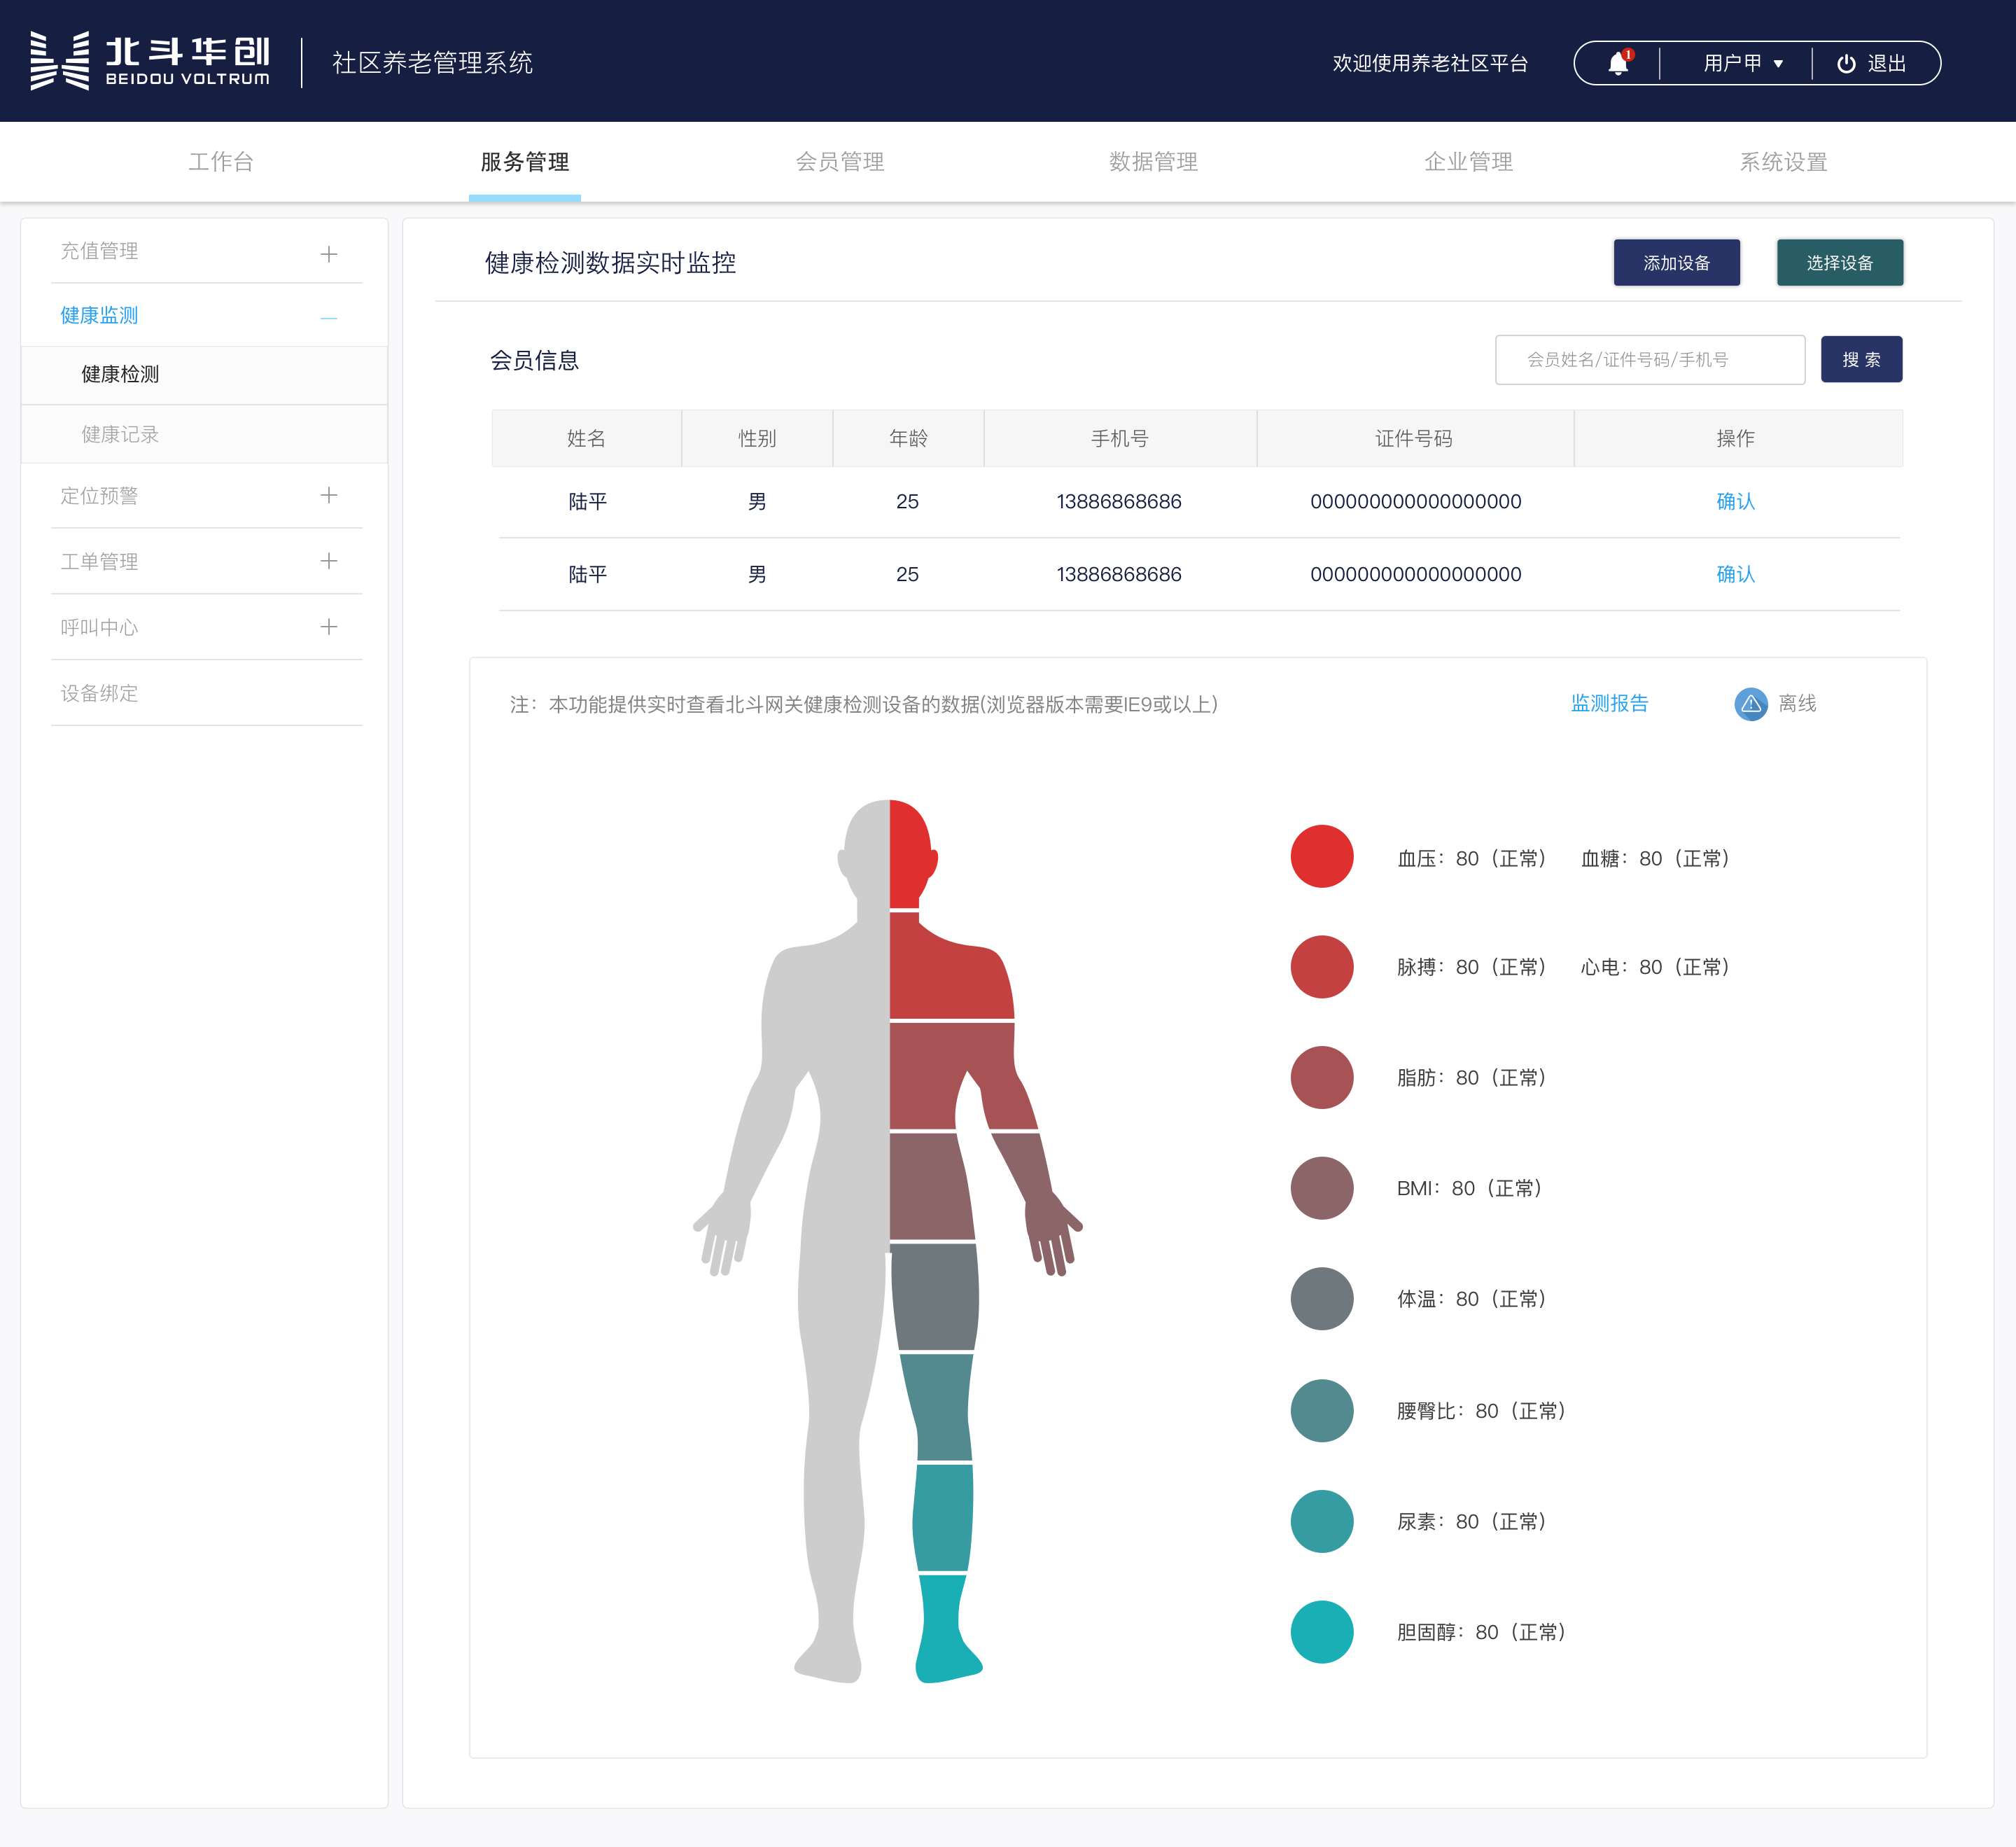 北斗华创
BEIDOU VOLTRUM
社区养老管理系统
欢迎使用养老社区平台
1
用户甲
退出
工作台 服务管理 会员管理 数据管理 企业管理 系统设置
充值管理
健康监测
健康检测
健康记录
定位预警
工单管理
呼叫中心
设备绑定
健康检测数据实时监控
添加设备
选择设备
会员信息
会员姓名/证件号码/手机号
搜 索
姓名 性别 年龄 手机号 证件号码 操作
陆平 男 25 13886868686 000000000000000000 确认
陆平 男 25 13886868686 000000000000000000 确认
注：本功能提供实时查看北斗网关健康检测设备的数据(浏览器版本需要IE9或以上)
监测报告
离线
血压：80（正常） 血糖：80（正常）
脉搏：80（正常） 心电：80（正常）
脂肪：80（正常）
BMI：80（正常）
体温：80（正常）
腰臀比：80（正常）
尿素：80（正常）
胆固醇：80（正常）